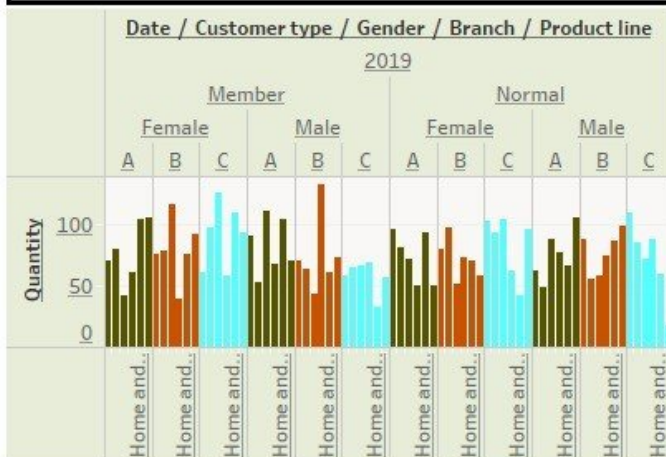 Date / Customer type / Gender / Branch / Product line
2019
Member Normal
Female Male Female Male
A B C A B C A B C A B C
Quantity
100
50
0
Home and.. Home and.. Home and.. Home and.. Home and.. Home and.. Home and.. Home and.. Home and.. Home and.. Home and.. Home and..